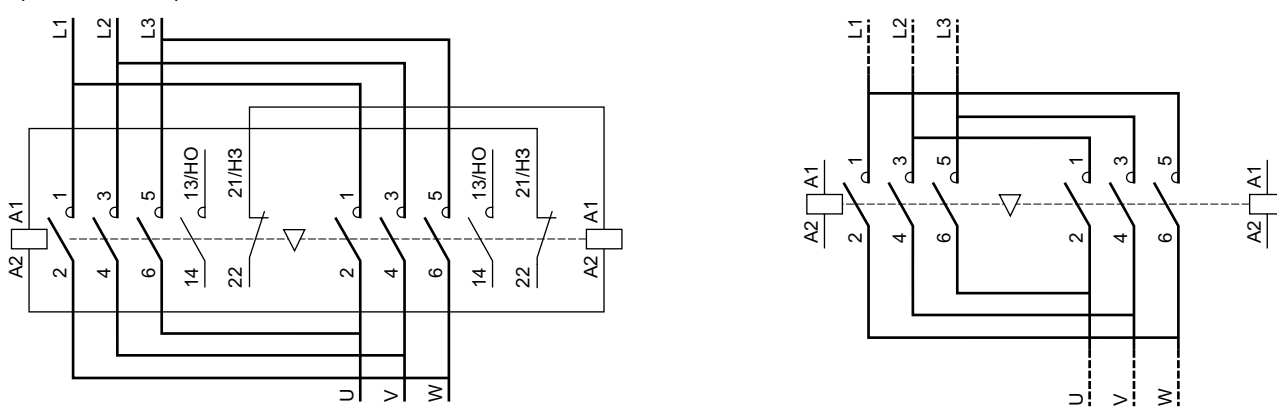 L1 L2 L3
A1 1 3 5 13/HO 21/H3 1 3 5 13/HO 21/H3 A1
A2 2 4 6 14 22 2 4 6 14 22 A2
U V W
L1 L2 L3
A1 1 3 5 1 3 5 A1
A2 2 4 6 2 4 6 A2
U V W